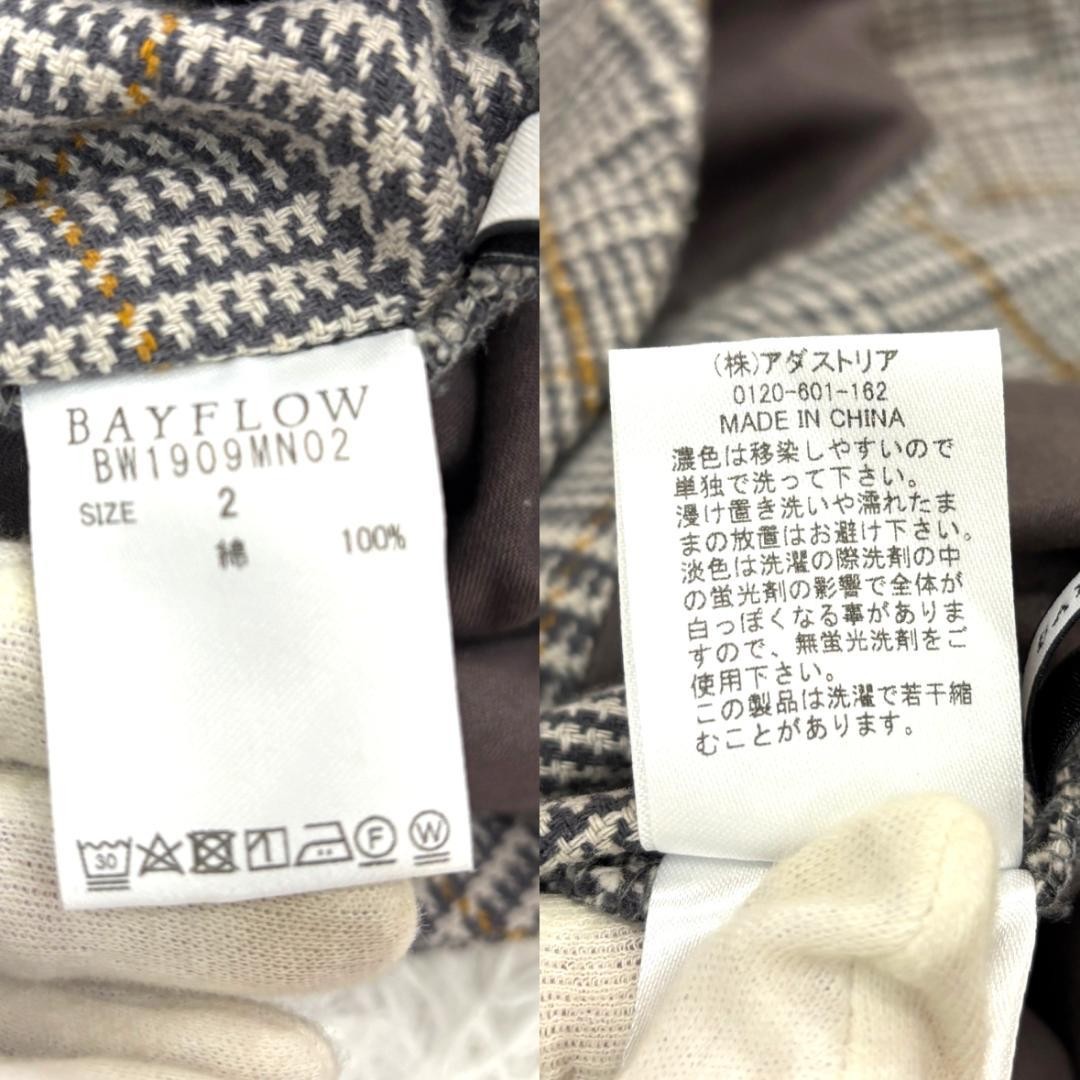 BAYFLOW
BW1909MN02
SIZE 2
綿 100%
30
F
W
(株)アダストリア
0120-601-162
MADE IN CHINA
濃色は移染しやすいので
単独で洗って下さい。
浸け置き洗いや濡れたま
まの放置はお避け下さい。
淡色は洗濯の際洗剤の中
の蛍光剤の影響で全体が
白っぽくなる事がありま
すので、無蛍光洗剤をご
使用下さい。
この製品は洗濯で若干縮
むことがあります。